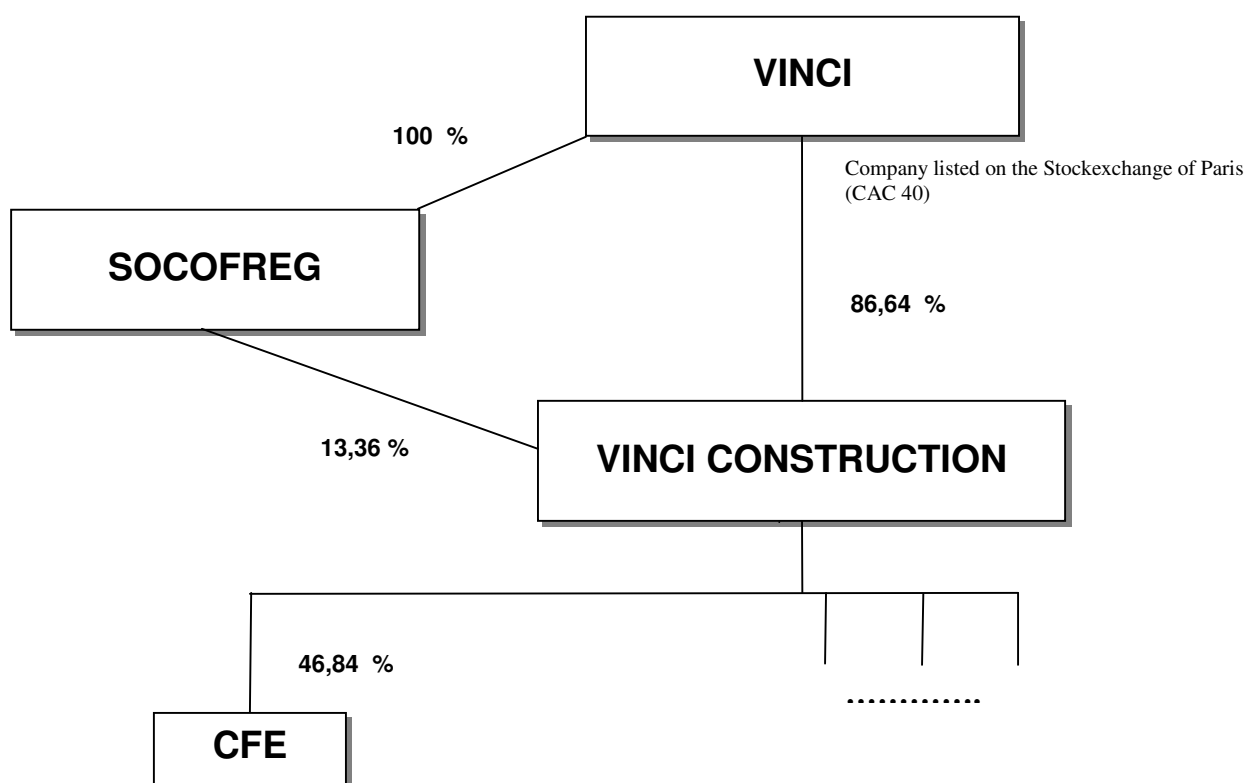 VINCI
100 %
Company listed on the Stockexchange of Paris
(CAC 40)
SOCOFREG
86,64 %
13,36 %
VINCI CONSTRUCTION
46,84 %
.............
CFE